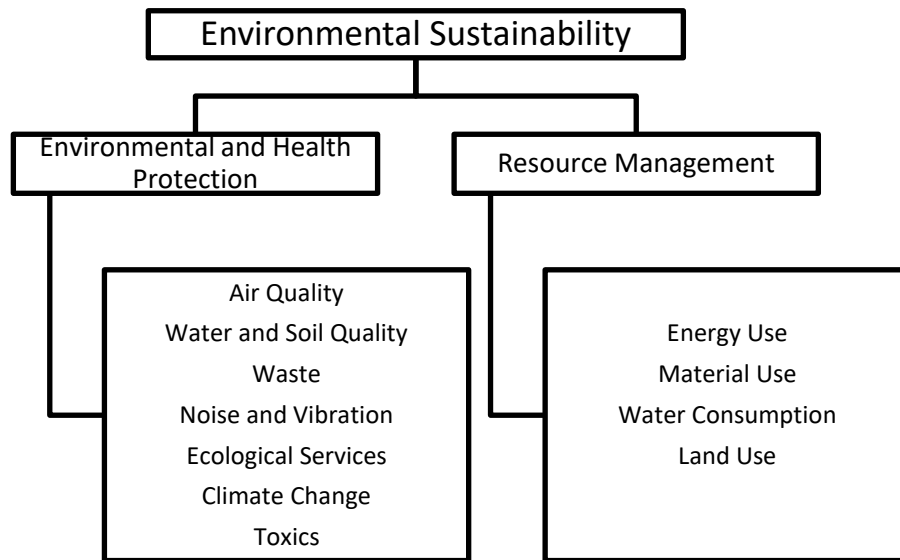 Environmental Sustainability
Environmental and Health
Protection
Resource Management
Air Quality
Water and Soil Quality
Waste
Noise and Vibration
Ecological Services
Climate Change
Toxics
Energy Use
Material Use
Water Consumption
Land Use